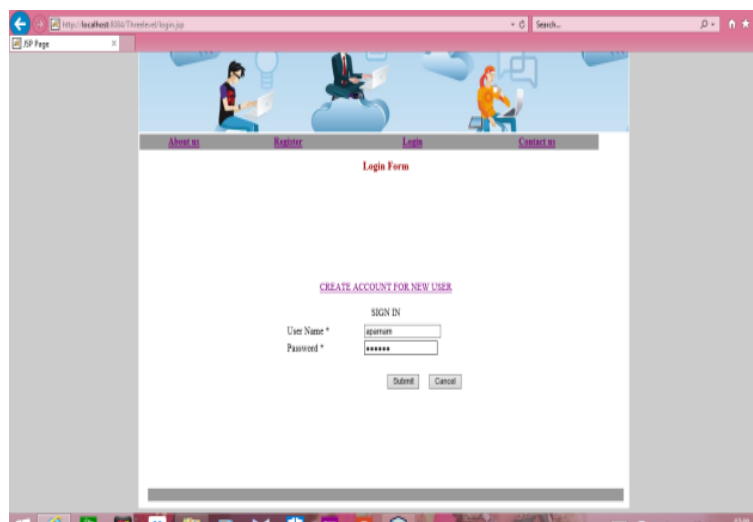 http://localhost:8084/Threelevel/login.jsp
Search...
JSP Page
About us Register Login Contact us
Login Form
CREATE ACCOUNT FOR NEW USER
SIGN IN
User Name * aparnam
Password * ••••••
Submit Cancel